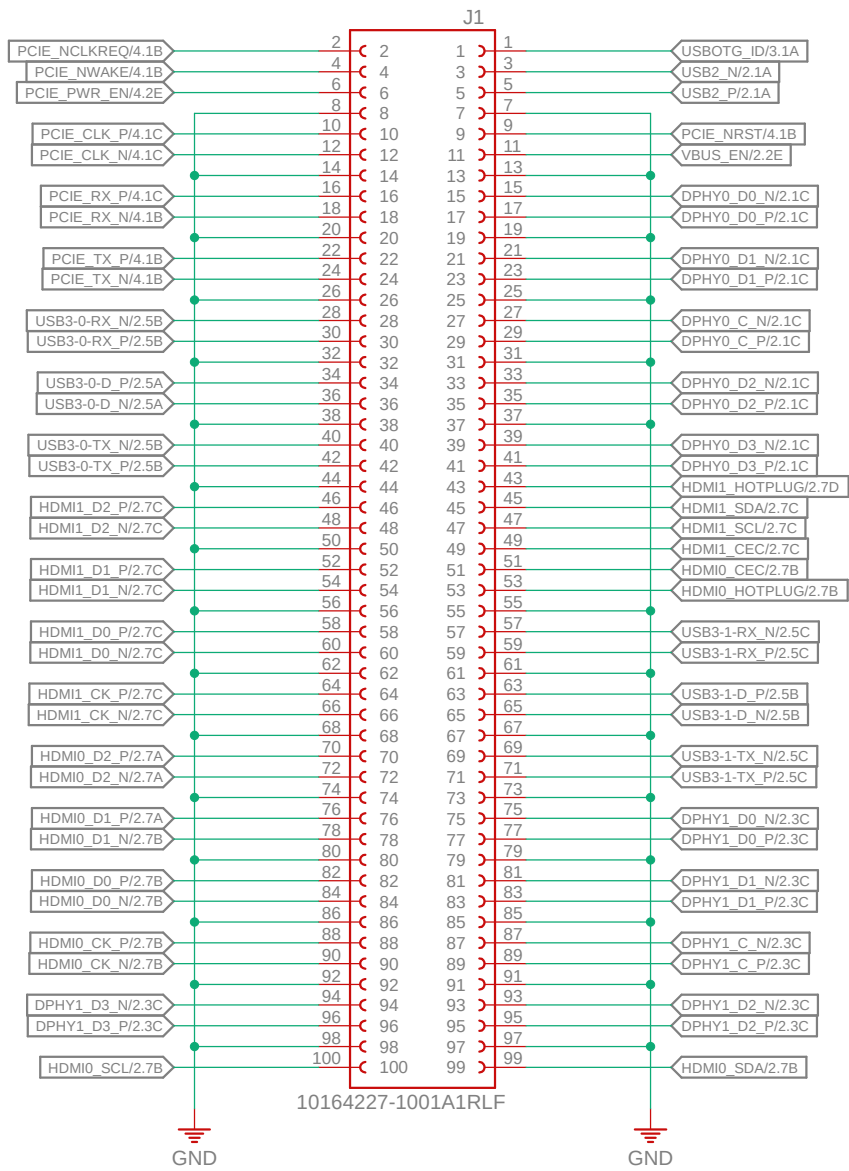 J1
PCIE_NCLKREQ/4.1B 2 2 1 1 USBOTG_ID/3.1A
PCIE_NWAKE/4.1B 4 4 3 3 USB2_N/2.1A
PCIE_PWR_EN/4.2E 6 6 5 5 USB2_P/2.1A
8 8 7 7
PCIE_CLK_P/4.1C 10 10 9 9 PCIE_NRST/4.1B
PCIE_CLK_N/4.1C 12 12 11 11 VBUS_EN/2.2E
14 14 13 13
PCIE_RX_P/4.1C 16 16 15 15 DPHY0_D0_N/2.1C
PCIE_RX_N/4.1B 18 18 17 17 DPHY0_D0_P/2.1C
20 20 19 19
PCIE_TX_P/4.1B 22 22 21 21 DPHY0_D1_N/2.1C
PCIE_TX_N/4.1B 24 24 23 23 DPHY0_D1_P/2.1C
26 26 25 25
USB3-0-RX_N/2.5B 28 28 27 27 DPHY0_C_N/2.1C
USB3-0-RX_P/2.5B 30 30 29 29 DPHY0_C_P/2.1C
32 32 31 31
USB3-0-D_P/2.5A 34 34 33 33 DPHY0_D2_N/2.1C
USB3-0-D_N/2.5A 36 36 35 35 DPHY0_D2_P/2.1C
38 38 37 37
USB3-0-TX_N/2.5B 40 40 39 39 DPHY0_D3_N/2.1C
USB3-0-TX_P/2.5B 42 42 41 41 DPHY0_D3_P/2.1C
44 44 43 43 HDMI1_HOTPLUG/2.7D
HDMI1_D2_P/2.7C 46 46 45 45 HDMI1_SDA/2.7C
HDMI1_D2_N/2.7C 48 48 47 47 HDMI1_SCL/2.7C
50 50 49 49 HDMI1_CEC/2.7C
HDMI1_D1_P/2.7C 52 52 51 51 HDMI0_CEC/2.7B
HDMI1_D1_N/2.7C 54 54 53 53 HDMI0_HOTPLUG/2.7B
56 56 55 55
HDMI1_D0_P/2.7C 58 58 57 57 USB3-1-RX_N/2.5C
HDMI1_D0_N/2.7C 60 60 59 59 USB3-1-RX_P/2.5C
62 62 61 61
HDMI1_CK_P/2.7C 64 64 63 63 USB3-1-D_P/2.5B
HDMI1_CK_N/2.7C 66 66 65 65 USB3-1-D_N/2.5B
68 68 67 67
HDMI0_D2_P/2.7A 70 70 69 69 USB3-1-TX_N/2.5C
HDMI0_D2_N/2.7A 72 72 71 71 USB3-1-TX_P/2.5C
74 74 73 73
HDMI0_D1_P/2.7A 76 76 75 75 DPHY1_D0_N/2.3C
HDMI0_D1_N/2.7B 78 78 77 77 DPHY1_D0_P/2.3C
80 80 79 79
HDMI0_D0_P/2.7B 82 82 81 81 DPHY1_D1_N/2.3C
HDMI0_D0_N/2.7B 84 84 83 83 DPHY1_D1_P/2.3C
86 86 85 85
HDMI0_CK_P/2.7B 88 88 87 87 DPHY1_C_N/2.3C
HDMI0_CK_N/2.7B 90 90 89 89 DPHY1_C_P/2.3C
92 92 91 91
DPHY1_D3_N/2.3C 94 94 93 93 DPHY1_D2_N/2.3C
DPHY1_D3_P/2.3C 96 96 95 95 DPHY1_D2_P/2.3C
98 98 97 97
HDMI0_SCL/2.7B 100 100 99 99 HDMI0_SDA/2.7B
10164227-1001A1RLF
GND GND